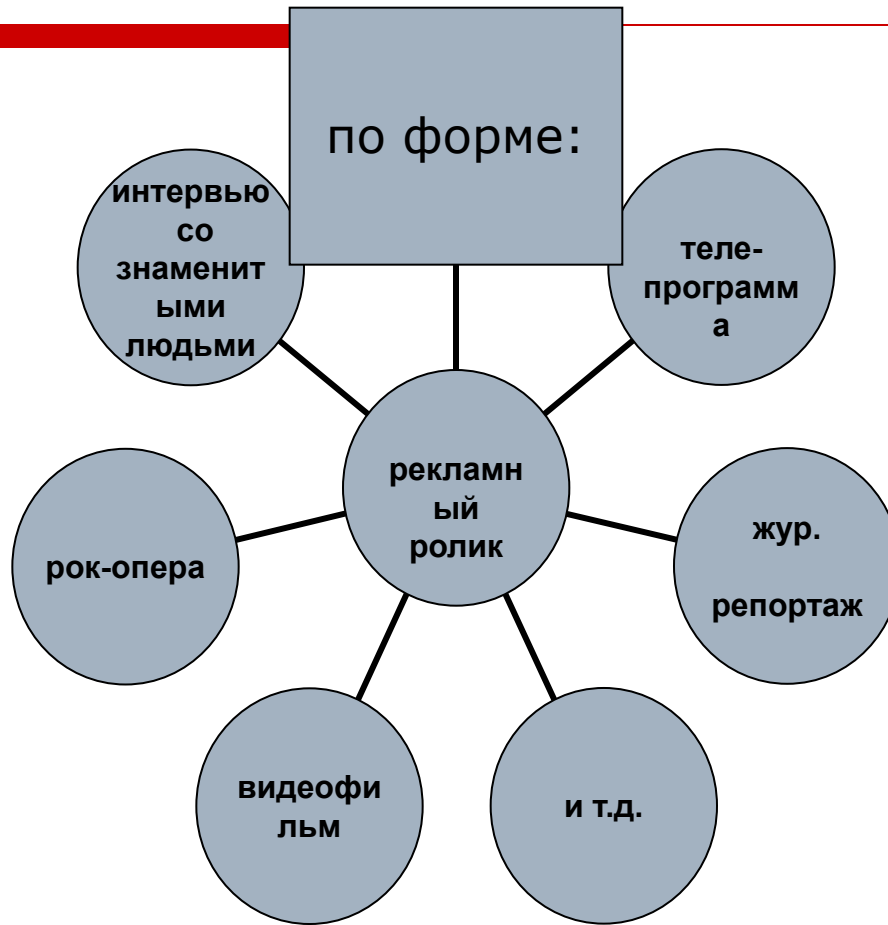 по форме:
интервью
со
знаменит
ыми
людьми
теле-
программ
а
рекламн
ый
ролик
рок-опера
жур.
репортаж
видеофи
льм
и т.д.